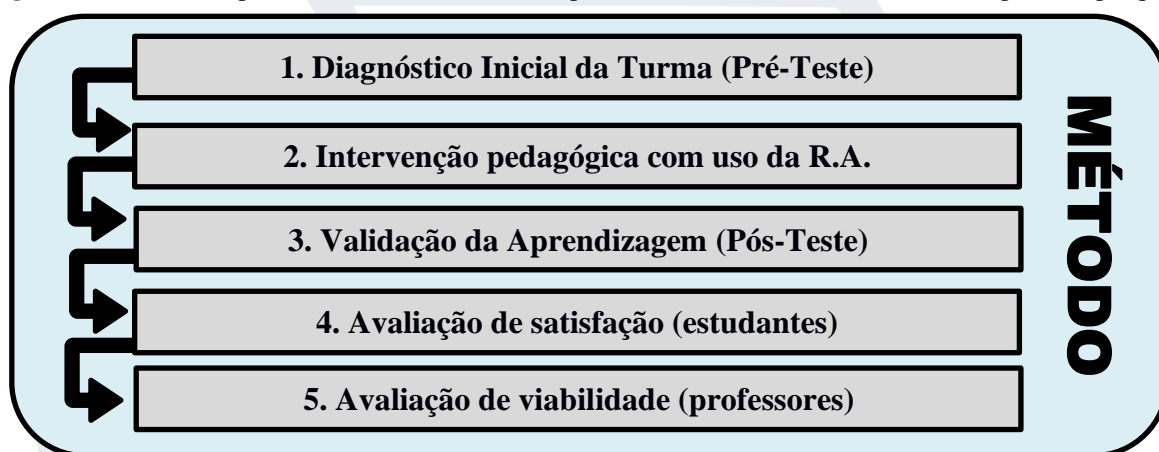 1. Diagnóstico Inicial da Turma (Pré-Teste)
2. Intervenção pedagógica com uso da R.A.
3. Validação da Aprendizagem (Pós-Teste)
4. Avaliação de satisfação (estudantes)
5. Avaliação de viabilidade (professores)
MÉTODO